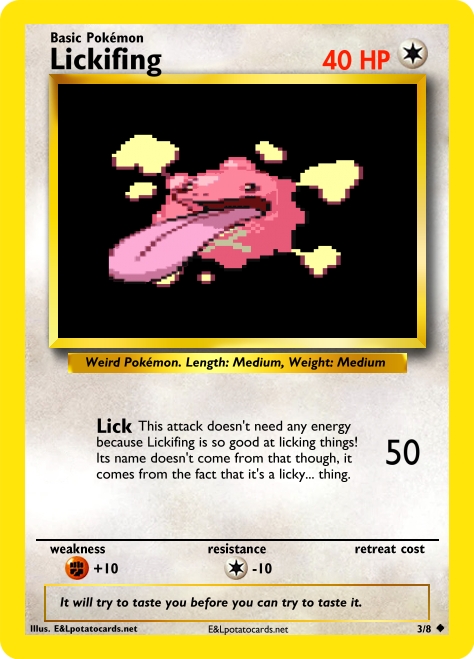 Basic Pokémon
Lickifing
40 HP
Weird Pokémon. Length: Medium, Weight: Medium
Lick This attack doesn't need any energy
because Lickifing is so good at licking things!
Its name doesn't come from that though, it
comes from the fact that it's a licky... thing.
50
weakness
resistance
retreat cost
+10
-10
It will try to taste you before you can try to taste it.
Illus. E&Lpotatocards.net
E&Lpotatocards.net
3/8